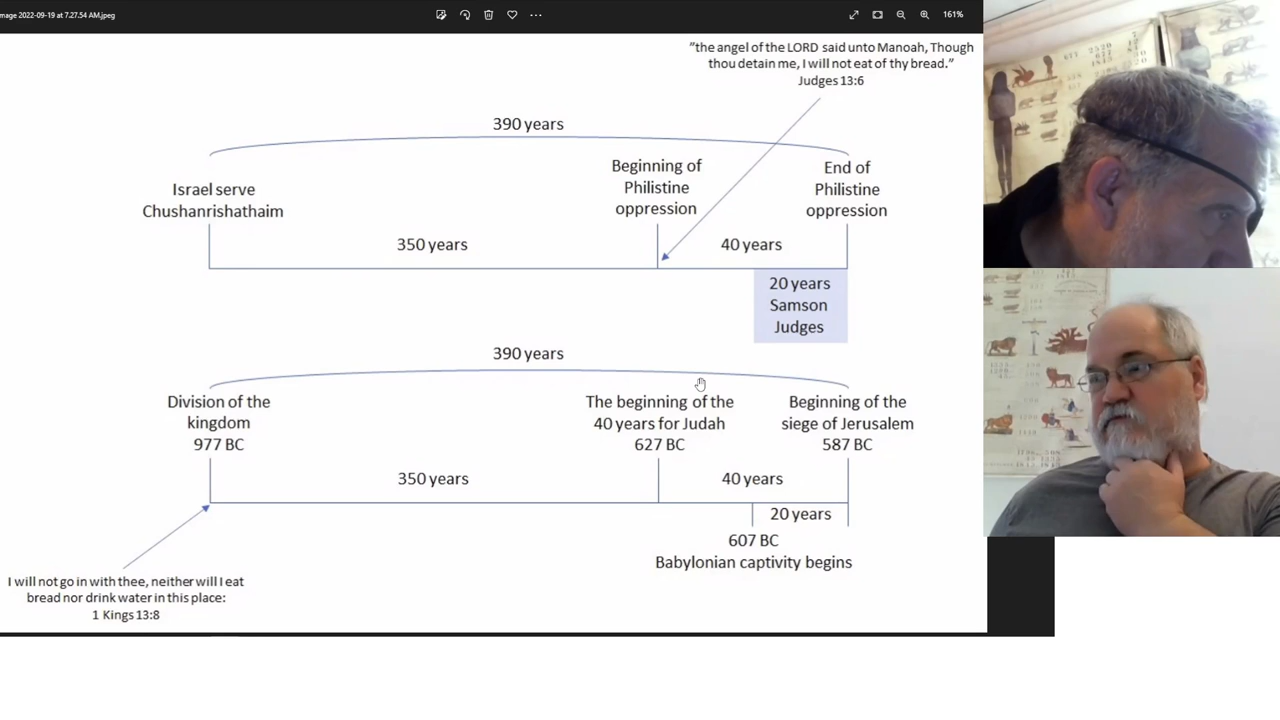 mage 2022-09-19 at 7.27.54 AM.jpeg
161%
"the angel of the LORD said unto Manoah, Though
thou detain me, I will not eat of thy bread."
Judges 13:6
390 years
Israel serve
Chushanrishathaim
Beginning of
Philistine
oppression
End of
Philistine
oppression
350 years
40 years
20 years
Samson
Judges
390 years
Division of the
kingdom
977 BC
The beginning of the
40 years for Judah
627 BC
Beginning of the
siege of Jerusalem
587 BC
350 years
40 years
20 years
607 BC
Babylonian captivity begins
I will not go in with thee, neither will I eat
bread nor drink water in this place:
1 Kings 13:8
677
2520
677
1843